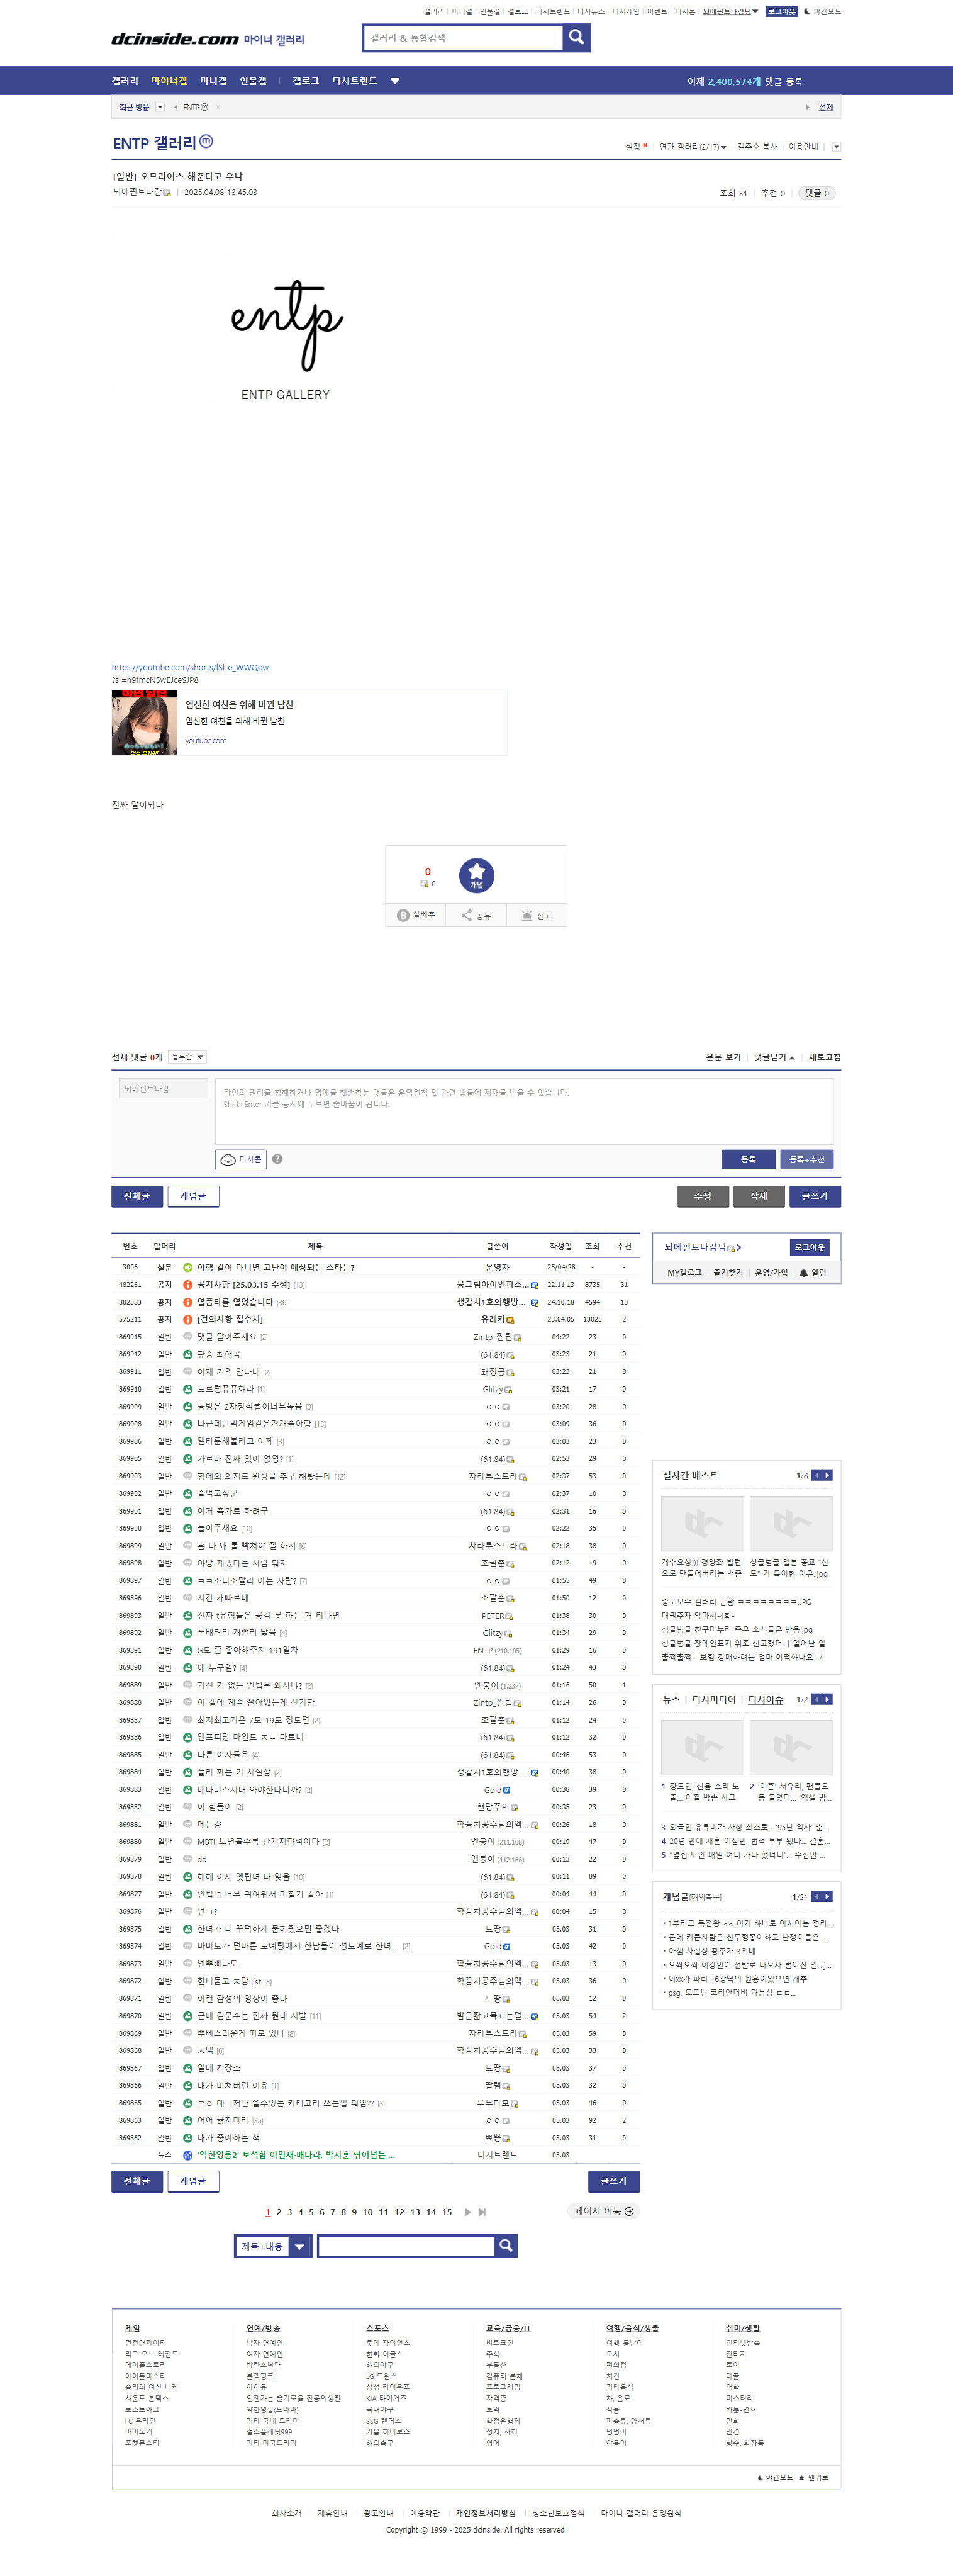 갤러리 | 미니갤 | 인물갤 | 갤로그 | 디시트렌드 | 디시뉴스 | 디시게임 | 이벤트 | 디시콘 | 뇌에핀트나감님 로그아웃 야간모드
dcinside.com 마이너 갤러리
갤러리 & 통합검색
갤러리 마이너갤 미니갤 인물갤 | 갤로그 디시트렌드
어제 2,400,574개 댓글 등록
최근 방문 ENTP ⓜ 전체
ENTP 갤러리 ⓜ
설정 | 연관 갤러리(2/17) | 갤주소 복사 | 이용안내
[일반] 오므라이스 해준다고 우냐
뇌에핀트나감 | 2025.04.08 13:45:03
조회 31 | 추천 0 | 댓글 0
entp
ENTP GALLERY
?si=h9fmcNSwEJceSJP8
임신한 여친을 위해 바뀐 남친
임신한 여친을 위해 바뀐 남친
youtube.com
진짜 말이되나
0
0
개념
실베추 공유 신고
전체 댓글 0개 등록순
본문 보기 | 댓글닫기 | 새로고침
뇌에핀트나감
타인의 권리를 침해하거나 명예를 훼손하는 댓글은 운영원칙 및 관련 법률에 제재를 받을 수 있습니다.
Shift+Enter 키를 동시에 누르면 줄바꿈이 됩니다.
디시콘 등록 등록+추천
전체글 개념글 수정 삭제 글쓰기
번호 말머리 제목 글쓴이 작성일 조회 추천
3006 설문 여행 같이 다니면 고난이 예상되는 스타는? 운영자 25/04/28 - -
482261 공지 공지사항 [25.03.15 수정] [13] 웅그림아이언피스... 22.11.13 8735 31
802383 공지 열품타를 열었습니다 [36] 생갈치1호의행방... 24.10.18 4594 13
575211 공지 [건의사항 접수처] 유레카 23.04.05 13025 2
869915 일반 댓글 달아주세요 [2] Zintp_찐팁 04:22 23 0
869912 일반 팝송 최애곡 (61.84) 03:23 21 0
869911 일반 이제 기억 안나네 [2] 돼정공 03:23 21 0
869910 일반 드르렁퓨퓨해라 [1] Glitzy 03:21 17 0
869909 일반 동방은 2차창작퀄이너무높음 [3] ㅇㅇ 03:20 28 0
869908 일반 나근데탄막게임같은거개좋아함 [13] ㅇㅇ 03:09 36 0
869906 일반 델타룬해볼라고 이제 [3] ㅇㅇ 03:03 23 0
869905 일반 카르마 진짜 있어 없엉? [1] (61.84) 02:53 29 0
869903 일반 힘에의 의지로 완장을 추구 해봤는데 [12] 자라투스트라 02:37 53 0
869902 일반 술먹고싶군 ㅇㅇ 02:37 10 0
869901 일반 이거 축가로 하려구 (61.84) 02:31 16 0
869900 일반 놀아주새요 [10] ㅇㅇ 02:22 35 0
869899 일반 흠 나 왜 롤 빡쳐야 잘 하지 [8] 자라투스트라 02:18 38 0
869898 일반 야당 재밌다는 사람 뭐지 조팔춘 02:12 19 0
869897 일반 ㅋㅋ조니소말리 아는 사람? [7] ㅇㅇ 01:55 49 0
869896 일반 시간 개빠르네 조팔춘 01:50 12 0
869893 일반 진짜 t유형들은 공감 못 하는 거 티나면 PETER 01:38 30 0
869892 일반 폰배터리 개빨리 닳음 [4] Glitzy 01:34 29 0
869891 일반 G도 좀 좋아해주자 191일차 ENTP (210.105) 01:29 16 0
869890 일반 얘 누구임? [4] (61.84) 01:24 43 0
869889 일반 가진 거 없는 엔팁은 왜사냐? [2] 엔붕이 (1.237) 01:16 50 1
869888 일반 이 갤에 계속 살아있는게 신기함 Zintp_찐팁 01:14 26 0
869887 일반 최저최고기온 7도-19도 정도면 [2] 조팔춘 01:12 24 0
869886 일반 엔프피랑 마인드 ㅈㄴ 다르네 (61.84) 01:12 32 0
869885 일반 다른 여자들은 [4] (61.84) 00:46 53 0
869884 일반 플리 짜는 거 사실상 [2] 생갈치1호의행방... 00:40 38 0
869883 일반 메타버스시대 와야한다니까? [2] Gold 00:38 39 0
869882 일반 아 힘들어 [2] 혈당주의 00:35 23 0
869881 일반 메는걍 학꽁치공주님의역... 00:26 18 0
869880 일반 MBTI 보면볼수록 관계지향적이다 [2] 엔붕이 (211.108) 00:19 47 0
869879 일반 dd 엔붕이 (112.166) 00:13 22 0
869878 일반 헤헤 이제 엣팁녀 다 잊음 [10] (61.84) 00:11 89 0
869877 일반 인팁녀 너무 귀여워서 미칠거 같아 [1] (61.84) 00:04 44 0
869876 일반 먼ㄱ? 학꽁치공주님의역... 00:04 15 0
869875 일반 한녀가 더 꾸덕하게 묻혀줬으면 좋겠다. 노땅 05.03 31 0
869874 일반 마비노가 먼바튼 노예팅에서 한남들이 성노예로 한녀... [2] Gold 05.03 42 0
869873 일반 엔뿌삐나도 학꽁치공주님의역... 05.03 13 0
869872 일반 한녀묻고 ㅈ망.list [3] 학꽁치공주님의역... 05.03 36 0
869871 일반 이런 감성의 영상이 좋다 노땅 05.03 12 0
869870 일반 근데 김문수는 진짜 뭔데 시발 [11] 밤은짧고목표는멀... 05.03 54 2
869869 일반 뿌삐스러운게 따로 있나 [8] 자라투스트라 05.03 59 0
869868 일반 ㅈ댐 [6] 학꽁치공주님의역... 05.03 33 0
869867 일반 일베 저장소 노땅 05.03 37 0
869866 일반 내가 미쳐버린 이유 [1] 딸램 05.03 32 0
869865 일반 ㄹㅇ 매니저만 쓸수있는 카테고리 쓰는법 뭐임?? [3] 루무다모 05.03 46 0
869863 일반 어어 긁지마라 [35] ㅇㅇ 05.03 92 2
869862 일반 내가 좋아하는 책 05.03 31 0
뉴스 '약한영웅2' 보석함 이민재·배나라, 박지훈 뛰어넘는 ... 디시트렌드 05.03
전체글 개념글 글쓰기
1 2 3 4 5 6 7 8 9 10 11 12 13 14 15 페이지 이동
제목+내용
뇌에핀트나감님 로그아웃
MY갤로그 | 즐겨찾기 | 운영/가입 | 알림
실시간 베스트 1/8
개추요청))) 경양좌 빌런으로 만들어버리는 백종
싱글벙글 일본 종교 "신토" 가 특이한 이유.jpg
중도보수 갤러리 근황 ㅋㅋㅋㅋㅋㅋㅋㅋ.JPG
대권주자 악마씨-4화-
싱글벙글 친구마누라 죽은 소식들은 반응.jpg
싱글벙글 장애인표지 위조 신고했더니 일어난 일
훌쩍훌쩍... 보험 강매하려는 엄마 어떡하나요...?
뉴스 | 디시미디어 | 디시이슈 1/2
1 장도연, 신음 소리 노출... 아찔 방송 사고
2 '이혼' 서유리, 팬들도 등 돌렸다... "엑셀 방...
3 외국인 유튜버가 사상 최초로... '95년 역사' 춘...
4 20년 만에 재혼 이상민, 법적 부부 됐다... 결혼...
5 "옆집 노인 매일 어디 가나 했더니"... 수십만 ...
개념글[해외축구] 1/21
· 1부리그 득점왕 << 이거 하나로 아시아는 정리...
· 근데 키큰사람은 신두형좋아하고 난쟁이들은 ...
· 아챔 사실상 광주가 3위네
· 오싹오싹 이강인이 선발로 나오자 벌어진 일...j...
· 이xx가 파리 16강딱의 원흉이었으면 개추
· psg, 토트넘 코리안더비 가능성 ㄷㄷ...
게임 연예/방송 스포츠 교육/금융/IT 여행/음식/생물 취미/생활
던전앤파이터 남자 연예인 롯데 자이언츠 비트코인 여행-동남아 인터넷방송
리그 오브 레전드 여자 연예인 한화 이글스 주식 도시 판타지
메이플스토리 방탄소년단 해외야구 부동산 편의점 토이
아이돌마스터 블랙핑크 LG 트윈스 컴퓨터 본체 치킨 대출
승리의 여신 니케 아이유 삼성 라이온즈 프로그래밍 기타음식 역학
사운드 볼텍스 언젠가는 슬기로울 전공의생활 KIA 타이거즈 자격증 차, 음료 미스터리
로스트아크 약한영웅(드라마) 국내야구 토익 식물 카툰-연재
FC 온라인 기타 국내 드라마 SSG 랜더스 학점은행제 파충류, 양서류 만화
마비노기 걸스플래닛999 키움 히어로즈 정치, 사회 멍멍이 안경
포켓몬스터 기타 미국드라마 해외축구 영어 야옹이 향수, 화장품
야간모드 맨위로
회사소개 | 제휴안내 | 광고안내 | 이용약관 | 개인정보처리방침 | 청소년보호정책 | 마이너 갤러리 운영원칙
Copyright ⓒ 1999 - 2025 dcinside. All rights reserved.